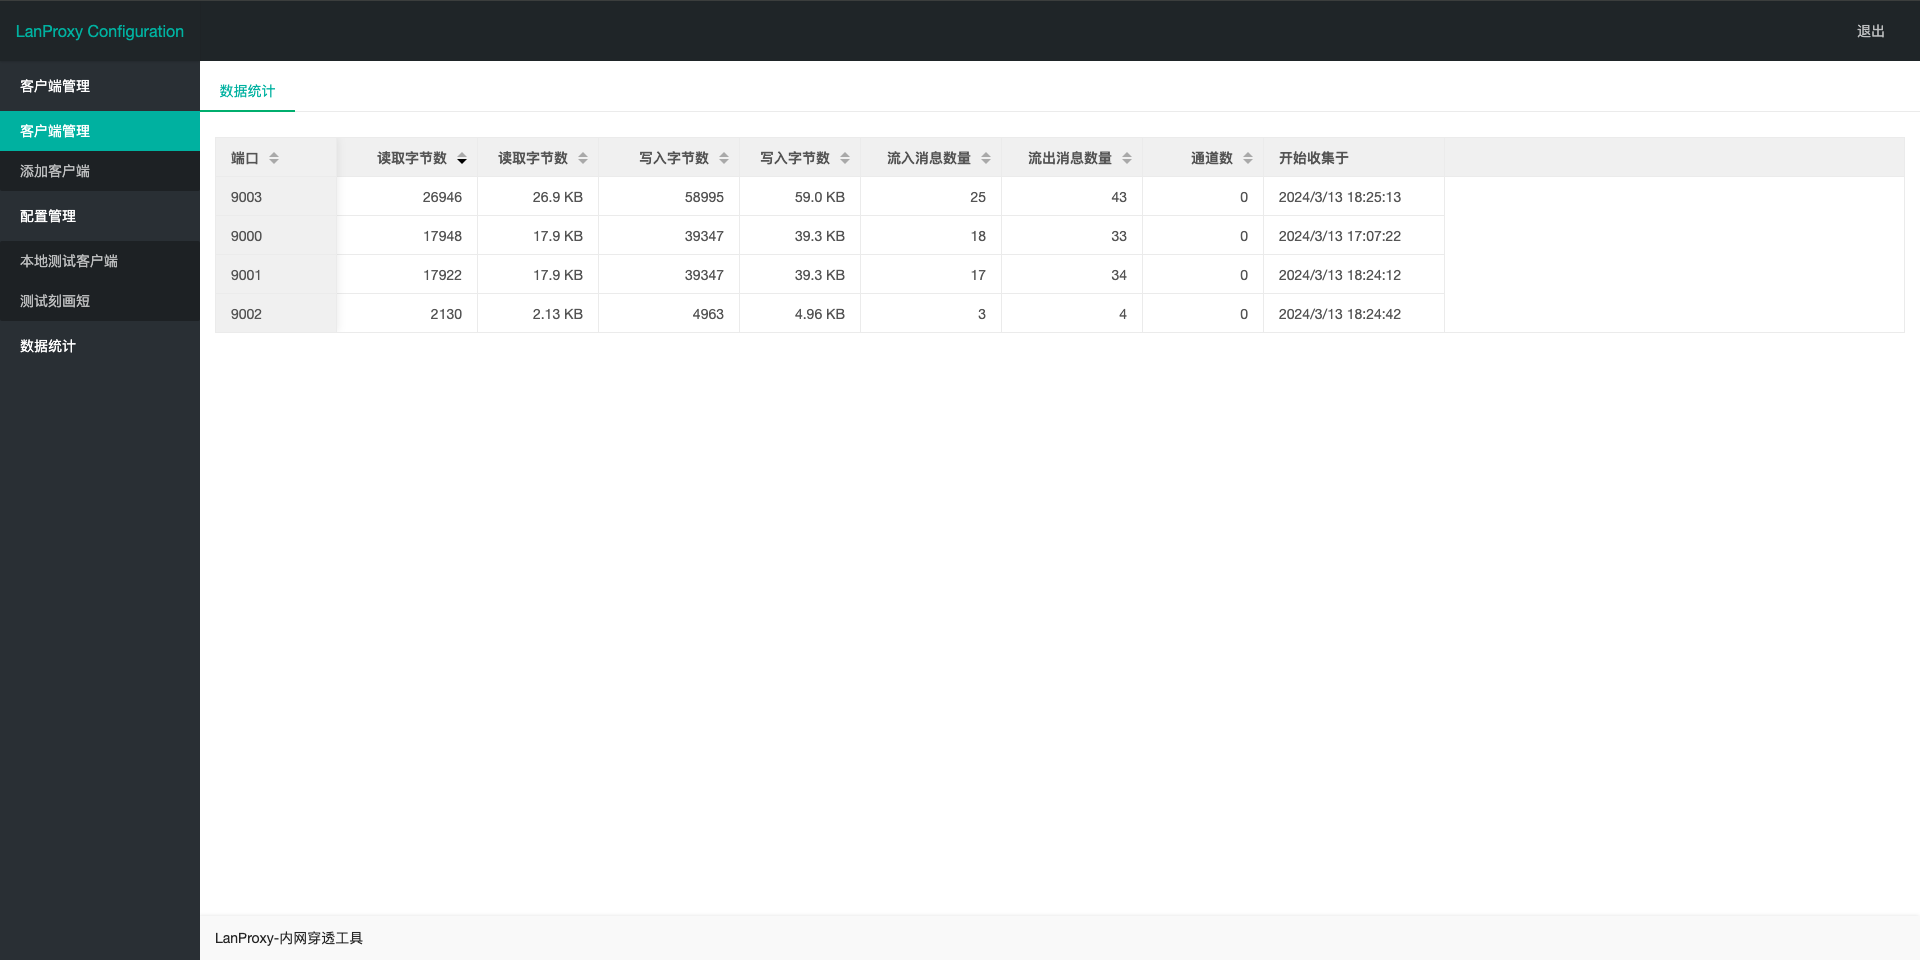 LanProxy Configuration
退出
客户端管理
客户端管理
添加客户端
配置管理
本地测试客户端
测试刻画短
数据统计
数据统计
端口 读取字节数 读取字节数 写入字节数 写入字节数 流入消息数量 流出消息数量 通道数 开始收集于
9003 26946 26.9 KB 58995 59.0 KB 25 43 0 2024/3/13 18:25:13
9000 17948 17.9 KB 39347 39.3 KB 18 33 0 2024/3/13 17:07:22
9001 17922 17.9 KB 39347 39.3 KB 17 34 0 2024/3/13 18:24:12
9002 2130 2.13 KB 4963 4.96 KB 3 4 0 2024/3/13 18:24:42
LanProxy-内网穿透工具